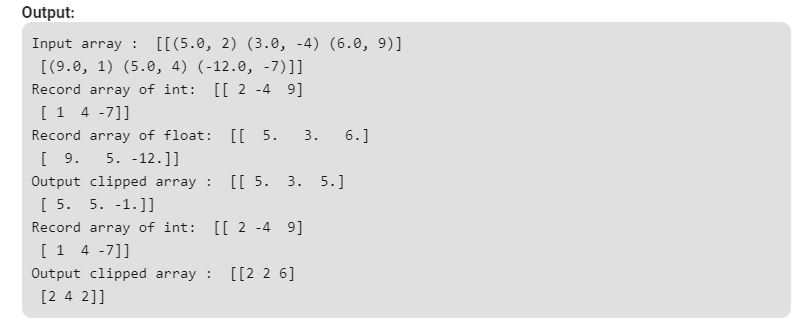 Output:
Input array :  [[(5.0, 2) (3.0, -4) (6.0, 9)]
 [(9.0, 1) (5.0, 4) (-12.0, -7)]]
Record array of int:  [[ 2 -4  9]
 [ 1  4 -7]]
Record array of float:  [[  5.   3.   6.]
 [  9.   5. -12.]]
Output clipped array :  [[ 5.  3.  5.]
 [ 5.  5. -1.]]
Record array of int:  [[ 2 -4  9]
 [ 1  4 -7]]
Output clipped array :  [[2 2 6]
 [2 4 2]]